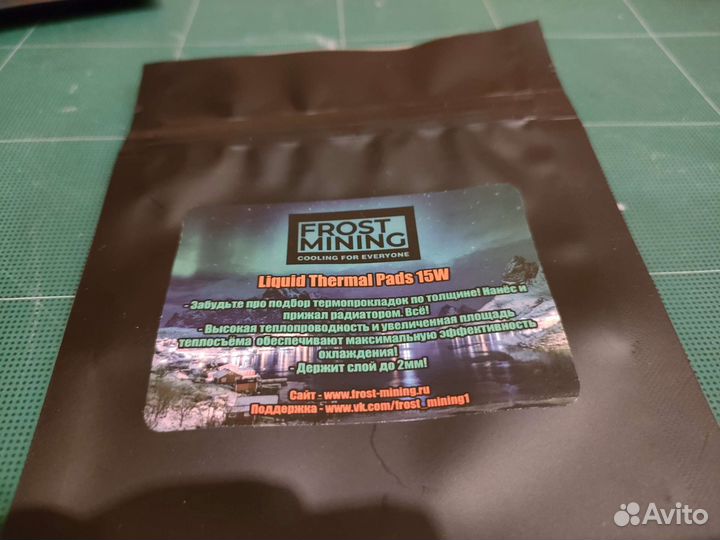 FROST
MINING
COOLING FOR EVERYONE
Liquid Thermal Pads 15W
- Забудьте про подбор термопрокладок по толщине! Нанёс и
прижал радиатором. Всё!
- Высокая теплопроводность и увеличенная площадь
теплосъёма обеспечивают максимальную эффективность
охлаждения!
- Держит слой до 2мм!
Сайт - www.frost-mining.ru
Поддержка - www.vk.com/frost_mining1
Avito